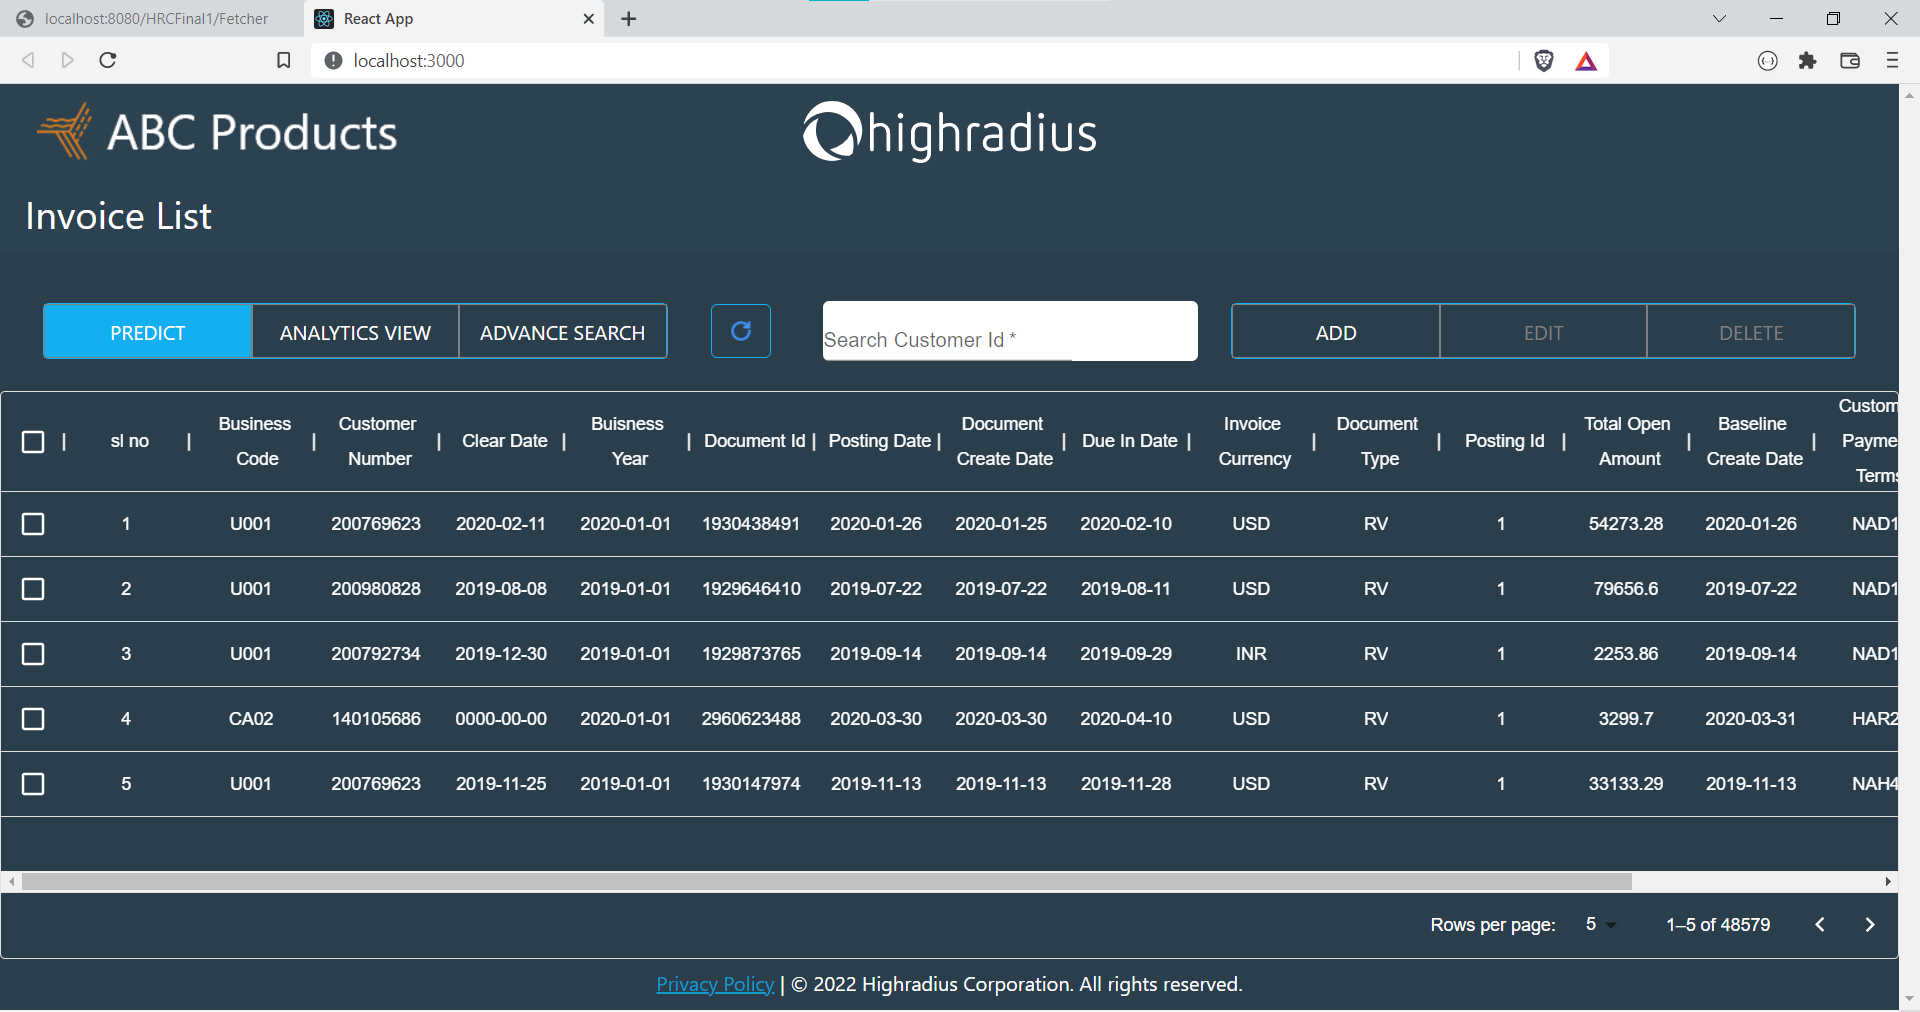 localhost:8080/HRCFinal1/Fetcher
React App
localhost:3000
ABC Products
highradius
Invoice List
PREDICT
ANALYTICS VIEW
ADVANCE SEARCH
Search Customer Id *
ADD
EDIT
DELETE
sl no | Business Code | Customer Number | Clear Date | Buisness Year | Document Id | Posting Date | Document Create Date | Due In Date | Invoice Currency | Document Type | Posting Id | Total Open Amount | Baseline Create Date |
1 U001 200769623 2020-02-11 2020-01-01 1930438491 2020-01-26 2020-01-25 2020-02-10 USD RV 1 54273.28 2020-01-26 NAD1
2 U001 200980828 2019-08-08 2019-01-01 1929646410 2019-07-22 2019-07-22 2019-08-11 USD RV 1 79656.6 2019-07-22 NAD1
3 U001 200792734 2019-12-30 2019-01-01 1929873765 2019-09-14 2019-09-14 2019-09-29 INR RV 1 2253.86 2019-09-14 NAD1
4 CA02 140105686 0000-00-00 2020-01-01 2960623488 2020-03-30 2020-03-30 2020-04-10 USD RV 1 3299.7 2020-03-31 HAR2
5 U001 200769623 2019-11-25 2019-01-01 1930147974 2019-11-13 2019-11-13 2019-11-28 USD RV 1 33133.29 2019-11-13 NAH4
Rows per page: 5 1–5 of 48579
Privacy Policy | © 2022 Highradius Corporation. All rights reserved.